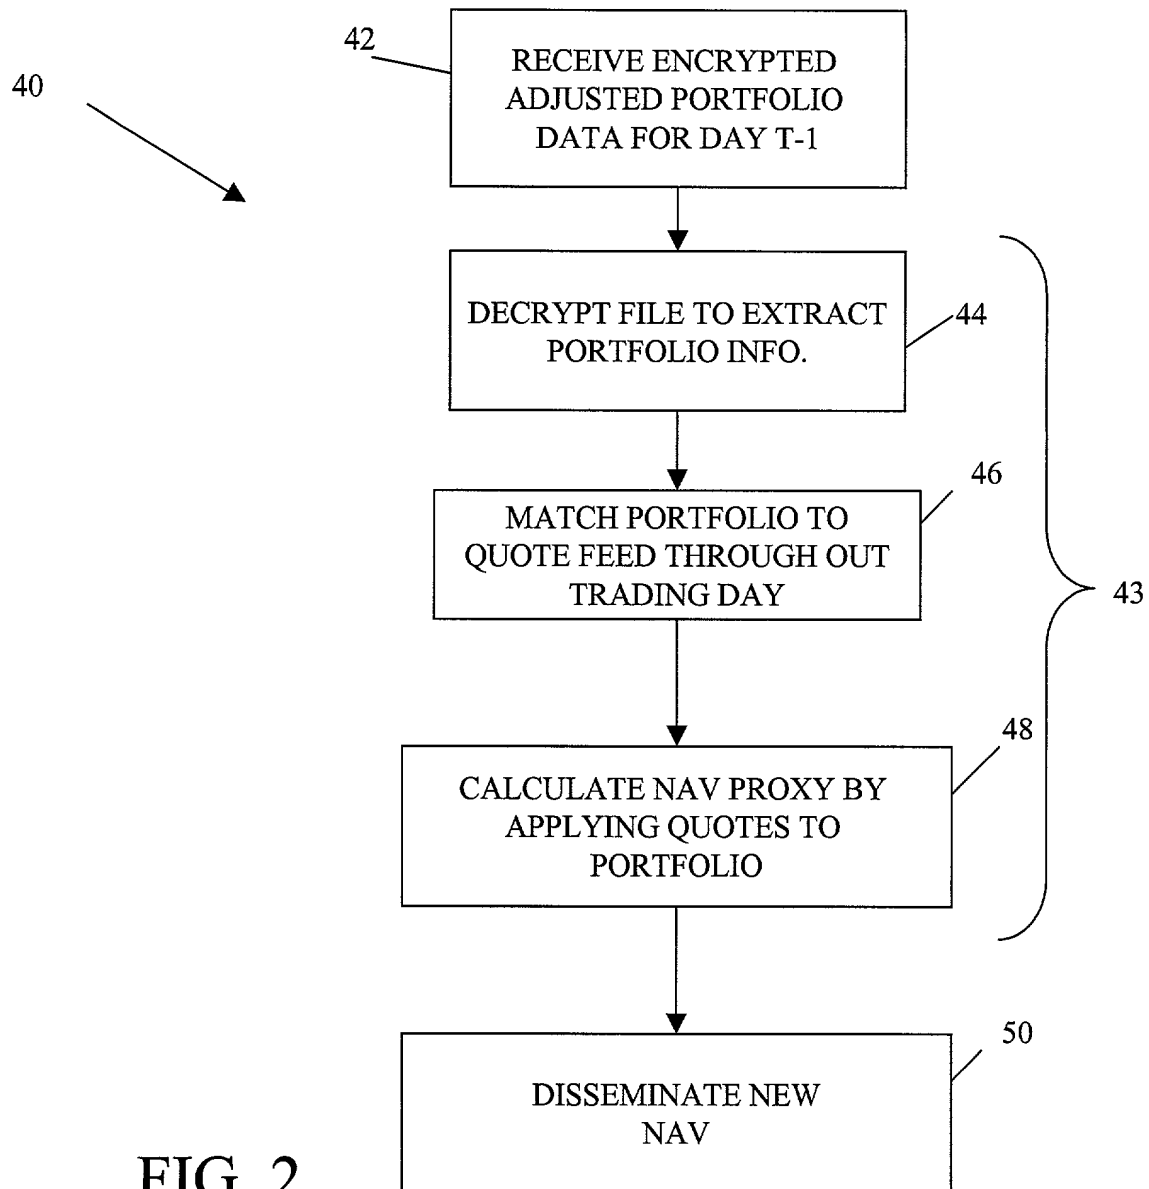 42
RECEIVE ENCRYPTED
ADJUSTED PORTFOLIO
DATA FOR DAY T-1
40
DECRYPT FILE TO EXTRACT
PORTFOLIO INFO.
44
46
MATCH PORTFOLIO TO
QUOTE FEED THROUGH OUT
TRADING DAY
43
48
CALCULATE NAV PROXY BY
APPLYING QUOTES TO
PORTFOLIO
50
DISSEMINATE NEW
NAV
FIG. 2